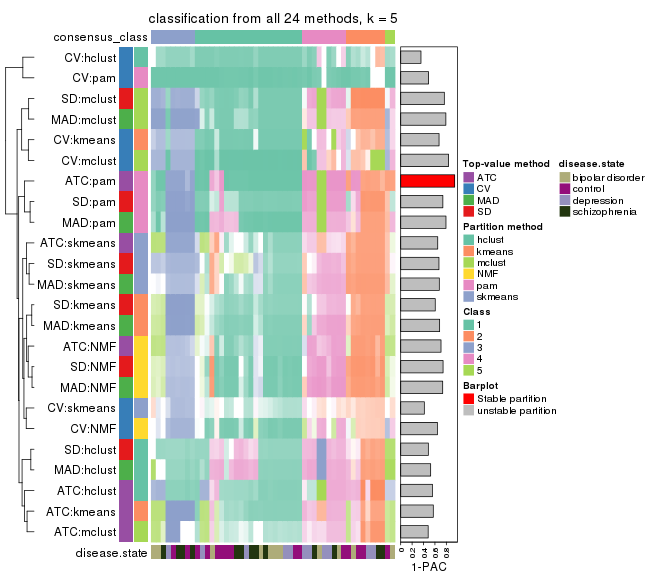 classification from all 24 methods, k = 5
consensus_class
CV:hclust
CV:pam
SD:mclust
MAD:mclust
CV:kmeans
CV:mclust
ATC:pam
SD:pam
MAD:pam
ATC:skmeans
SD:skmeans
MAD:skmeans
SD:kmeans
MAD:kmeans
ATC:NMF
SD:NMF
MAD:NMF
CV:skmeans
CV:NMF
SD:hclust
MAD:hclust
ATC:hclust
ATC:kmeans
ATC:mclust
disease.state
0 0.2 0.4 0.6 0.8
1-PAC
Top-value method
ATC
CV
MAD
SD
Partition method
hclust
kmeans
mclust
NMF
pam
skmeans
Class
1
2
3
4
5
Barplot
Stable partition
unstable partition
disease.state
bipolar disorder
control
depression
schizophrenia